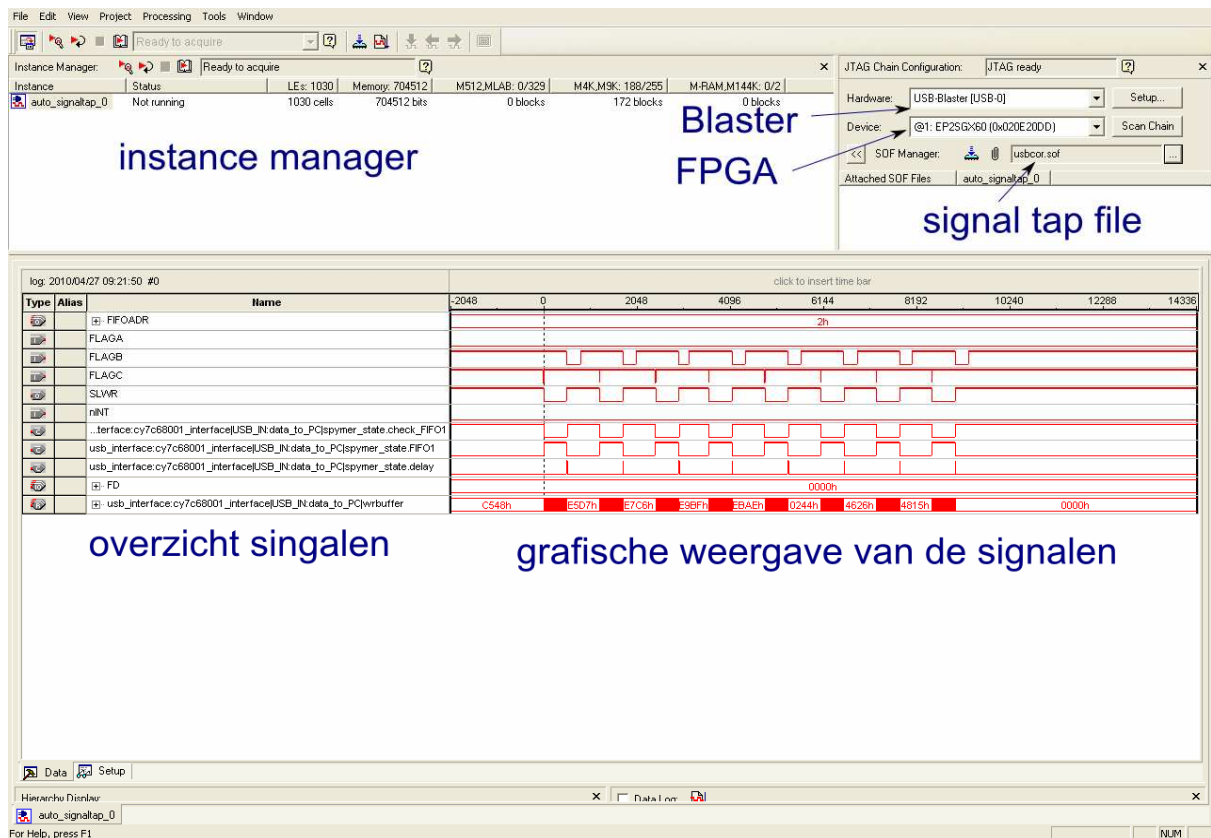 File Edit View Project Processing Tools Window
Ready to acquire
Instance Manager: Ready to acquire
JTAG Chain Configuration: JTAG ready
Instance Status LEs: 1030 Memory: 704512 M512,MLAB: 0/329 M4K,M9K: 188/255 M-RAM,M144K: 0/2
auto_signaltap_0 Not running 1030 cells 704512 bits 0 blocks 172 blocks 0 blocks
Hardware: USB-Blaster [USB-0] Setup...
Device: @1: EP2SGX60 (0x020E20DD) Scan Chain
<< SOF Manager: usbcor.sof ...
Attached SOF Files auto_signaltap_0
Blaster
FPGA
instance manager
signal tap file
log: 2010/04/27 09:21:50 #0 click to insert time bar
Type Alias Name -2048 0 2048 4096 6144 8192 10240 12288 14336
FIFOADR 2h
FLAGA
FLAGB
FLAGC
SLWR
nINT
...terface:cy7c68001_interface|USB_IN:data_to_PC|spymer_state.check_FIFO1
usb_interface:cy7c68001_interface|USB_IN:data_to_PC|spymer_state.FIFO1
usb_interface:cy7c68001_interface|USB_IN:data_to_PC|spymer_state.delay
FD 0000h
usb_interface:cy7c68001_interface|USB_IN:data_to_PC|wrbuffer C548h E5D7h E7C6h E9BFh EBAEh 0244h 4626h 4815h 0000h
overzicht singalen
grafische weergave van de signalen
Data Setup
Hierarchy Display: Data Log:
auto_signaltap_0
For Help, press F1 NUM